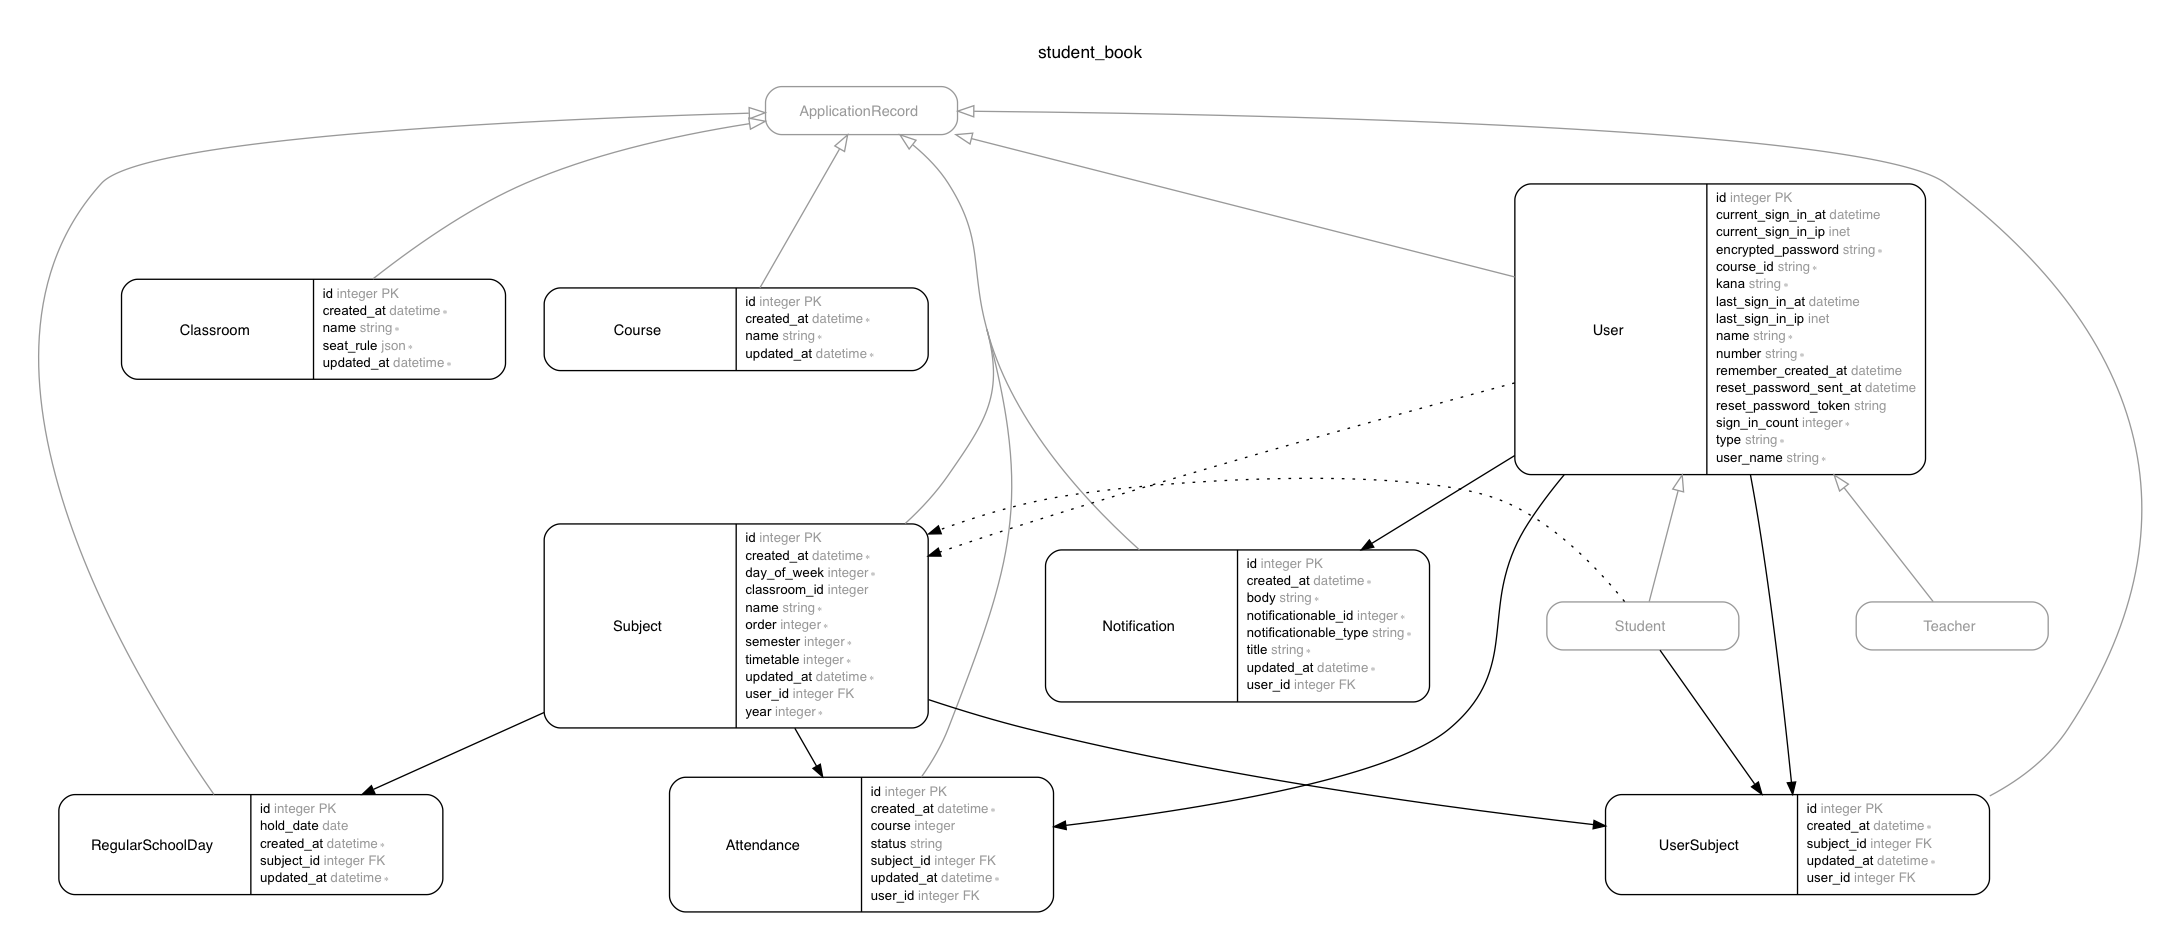 student_book
ApplicationRecord
Classroom
id integer PK
created_at datetime *
name string *
seat_rule json *
updated_at datetime *
Course
id integer PK
created_at datetime *
name string *
updated_at datetime *
User
id integer PK
current_sign_in_at datetime
current_sign_in_ip inet
encrypted_password string *
course_id string *
kana string *
last_sign_in_at datetime
last_sign_in_ip inet
name string *
number string *
remember_created_at datetime
reset_password_sent_at datetime
reset_password_token string
sign_in_count integer *
type string *
user_name string *
Subject
id integer PK
created_at datetime *
day_of_week integer *
classroom_id integer
name string *
order integer *
semester integer *
timetable integer *
updated_at datetime *
user_id integer FK
year integer *
Notification
id integer PK
created_at datetime *
body string *
notificationable_id integer *
notificationable_type string *
title string *
updated_at datetime *
user_id integer FK
Student
Teacher
RegularSchoolDay
id integer PK
hold_date date
created_at datetime *
subject_id integer FK
updated_at datetime *
Attendance
id integer PK
created_at datetime *
course integer
status string
subject_id integer FK
updated_at datetime *
user_id integer FK
UserSubject
id integer PK
created_at datetime *
subject_id integer FK
updated_at datetime *
user_id integer FK